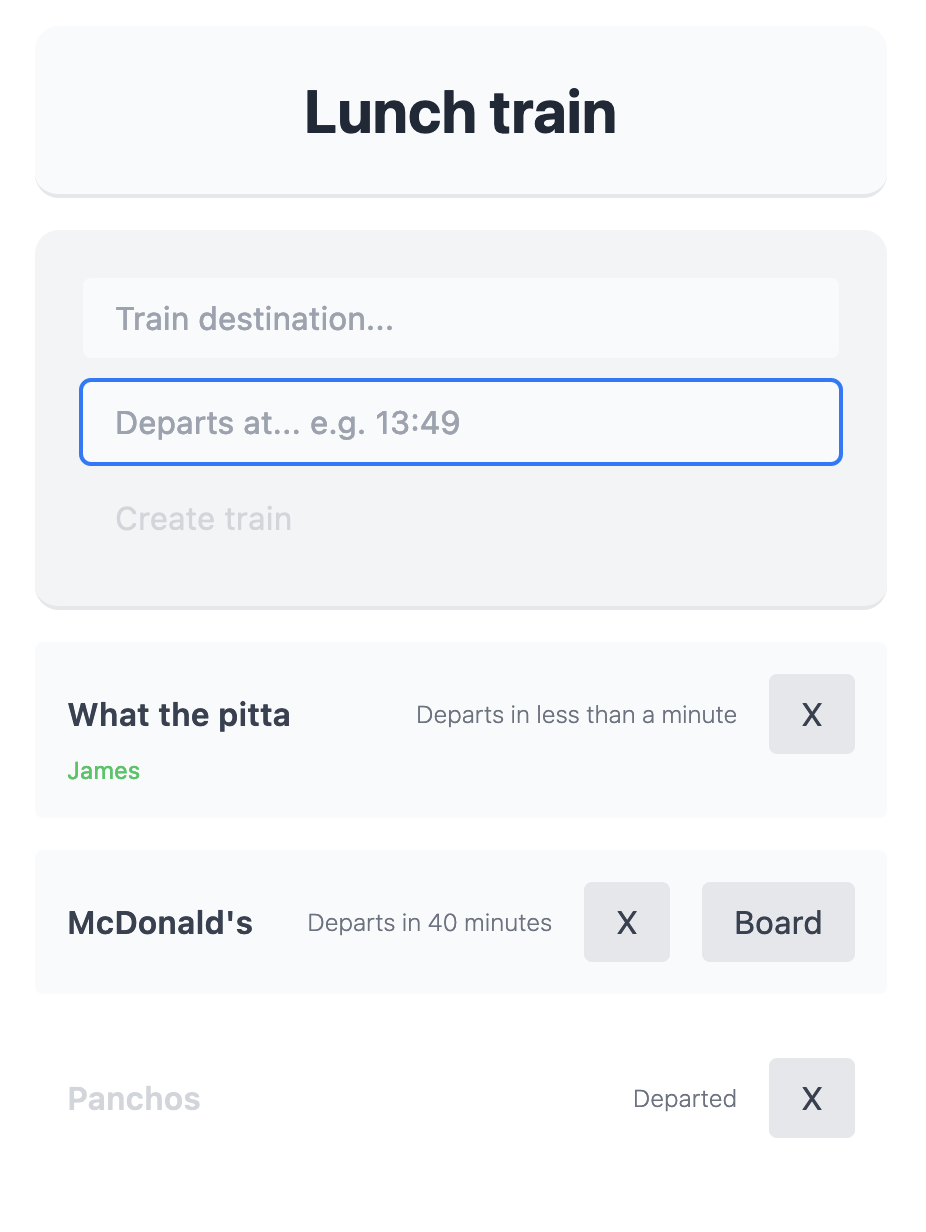 Lunch train
Train destination...
Departs at... e.g. 13:49
Create train
What the pitta Departs in less than a minute X
James
McDonald's Departs in 40 minutes X Board
Panchos Departed X